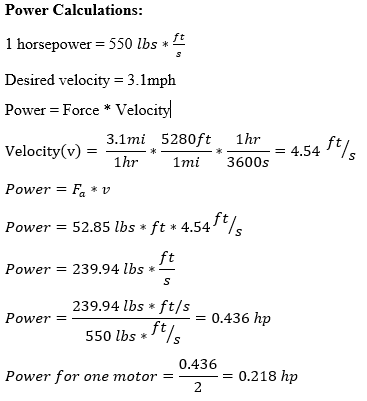 Power Calculations:
1 horsepower = 550 lbs * ft/s
Desired velocity = 3.1mph
Power = Force * Velocity
Velocity(v) = 3.1mi/1hr * 5280ft/1mi * 1hr/3600s = 4.54 ft/s
Power = Fa * v
Power = 52.85 lbs * ft * 4.54 ft/s
Power = 239.94 lbs * ft/s
Power = 239.94 lbs * ft/s / 550 lbs * ft/s = 0.436 hp
Power for one motor = 0.436/2 = 0.218 hp